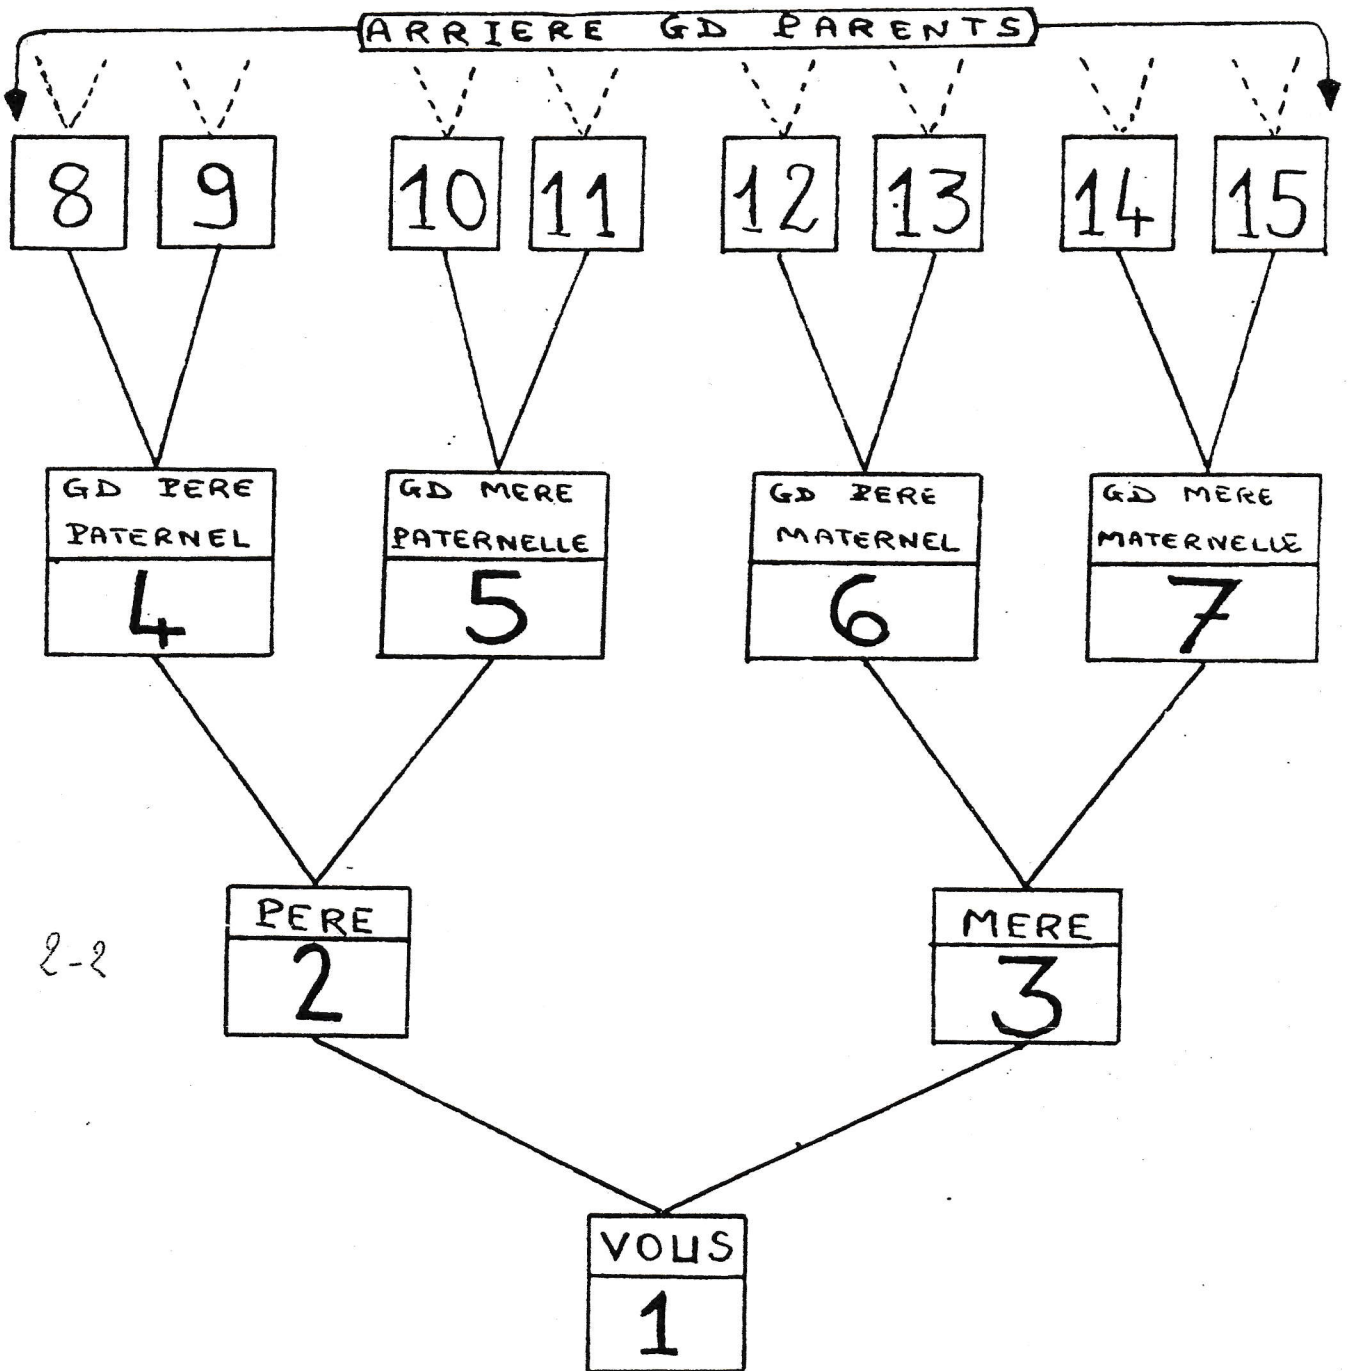 ARRIERE GD PARENTS
8 9 10 11 12 13 14 15
GD PERE
PATERNEL
4
GD MERE
PATERNELLE
5
GD PERE
MATERNEL
6
GD MERE
MATERNELLE
7
PERE
2
MERE
3
2-2
VOUS
1